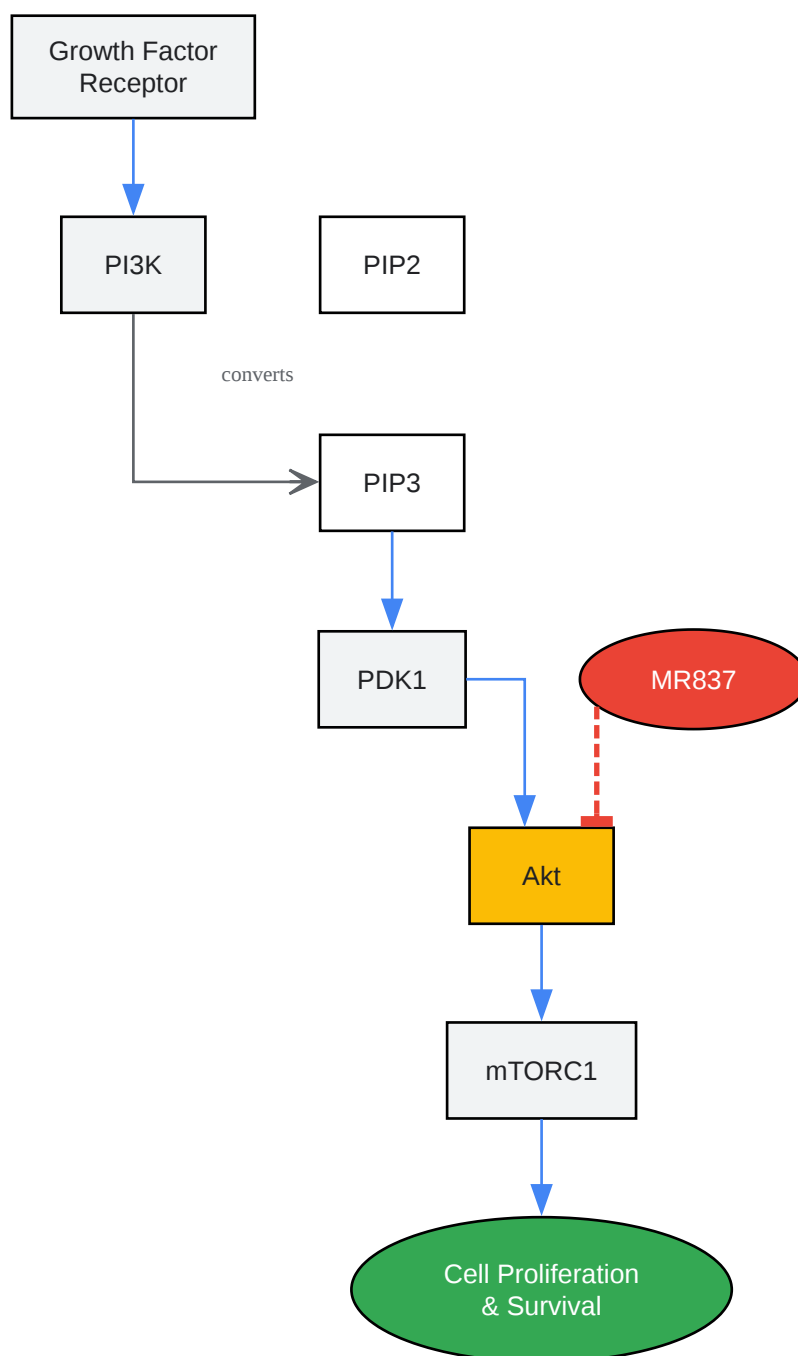 Growth Factor
Receptor
PI3K
PIP2
converts
PIP3
PDK1
MR837
Akt
mTORC1
Cell Proliferation
& Survival